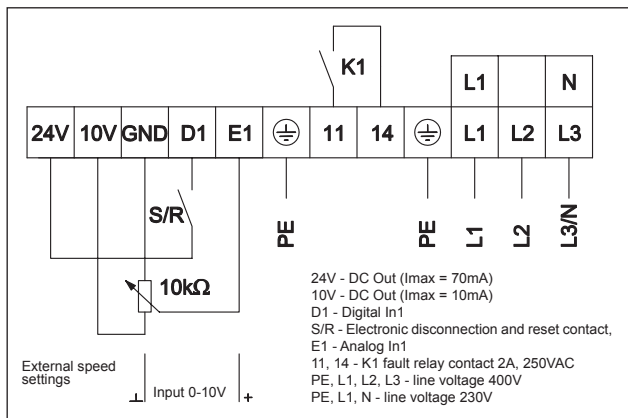 K1
L1 N
24V 10V GND D1 E1 11 14 L1 L2 L3
S/R
PE PE L1 L2 L3/N
10kΩ
24V - DC Out (Imax = 70mA)
10V - DC Out (Imax = 10mA)
D1 - Digital In1
S/R - Electronic disconnection and reset contact,
E1 - Analog In1
11, 14 - K1 fault relay contact 2A, 250VAC
PE, L1, L2, L3 - line voltage 400V
PE, L1, N - line voltage 230V
External speed
settings
⊥ Input 0-10V +